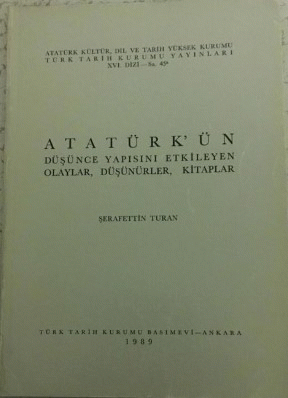 ATATÜRK KÜLTÜR, DİL VE TARİH YÜKSEK KURUMU
TÜRK TARİH KURUMU YAYINLARI
XVI. DİZİ—Sa.
ATATÜRK'ÜN
DÜŞÜNCE YAPISINI ETKİLEYEN
OLAYLAR, DÜŞÜNÜRLER, KİTAPLAR
ŞERAFETTİN TURAN
TÜRK TARİH KURUMU BASIMEVİ—ANKARA
1989